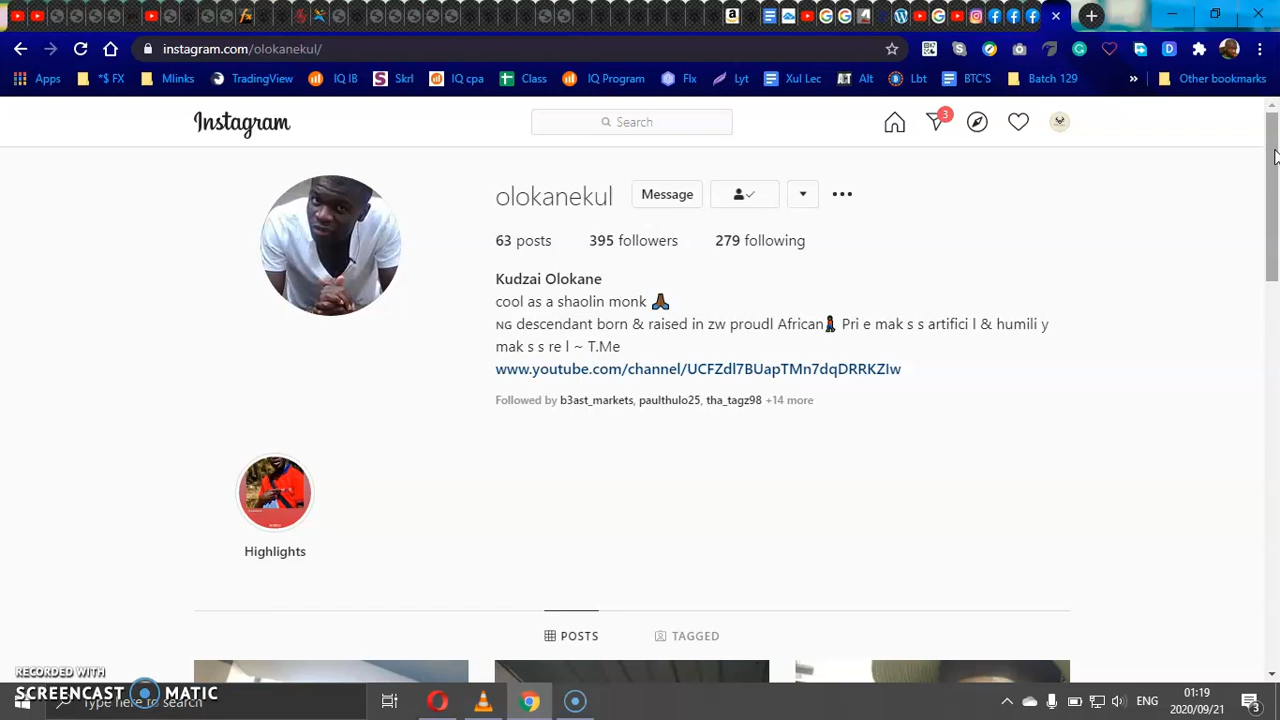 instagram.com/olokanekul/
Apps
*$ FX
Mlinks
TradingView
IQ IB
Skrl
IQ cpa
Class
IQ Program
Flx
Lyt
Xul Lec
Alt
Lbt
BTC'S
Batch 129
»
Other bookmarks
Instagram
Search
3
olokanekul
Message
63 posts 395 followers 279 following
Kudzai Olokane
cool as a shaolin monk 🙏🏾
ɴɢ descendant born & raised in zw proudl African Pri e mak s s artifici l & humili y
mak s s re l ~ T.Me
www.youtube.com/channel/UCFZdl7BUapTMn7dqDRRKZIw
Followed by b3ast_markets, paulthulo25, tha_tagz98 +14 more
Highlights
POSTS
TAGGED
RECORDED WITH
SCREENCAST MATIC
Type here to search
ENG
01:19
2020/09/21
3